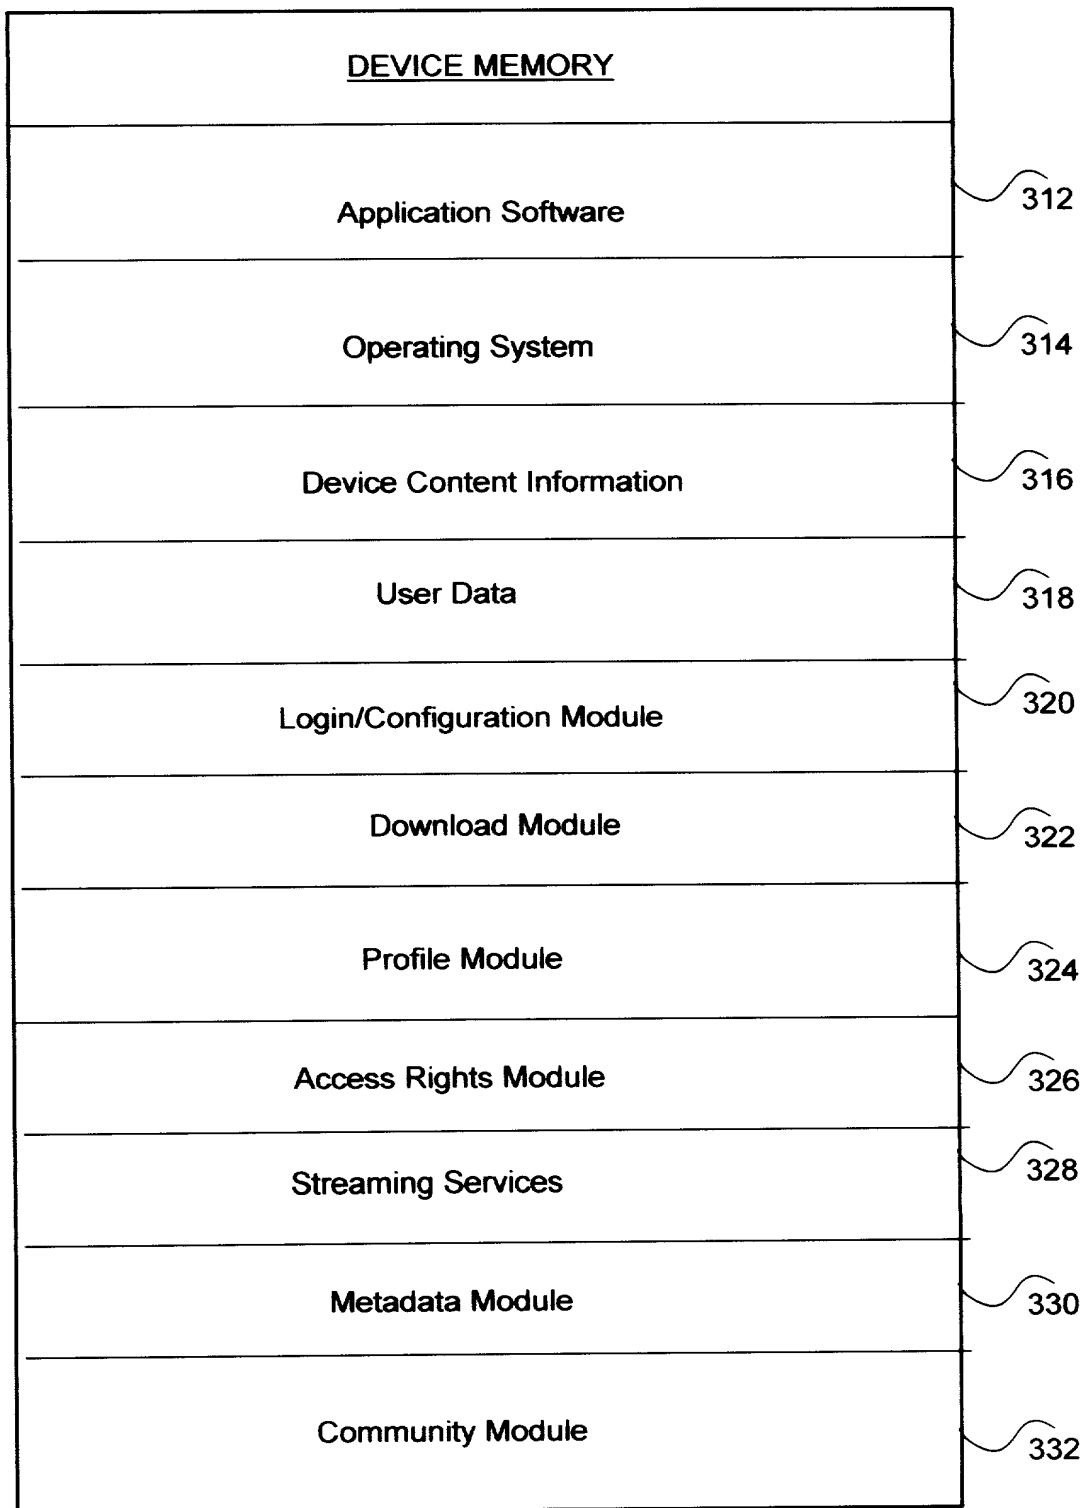 DEVICE MEMORY
Application Software
312
Operating System
314
Device Content Information
316
User Data
318
Login/Configuration Module
320
Download Module
322
Profile Module
324
Access Rights Module
326
Streaming Services
328
Metadata Module
330
Community Module
332